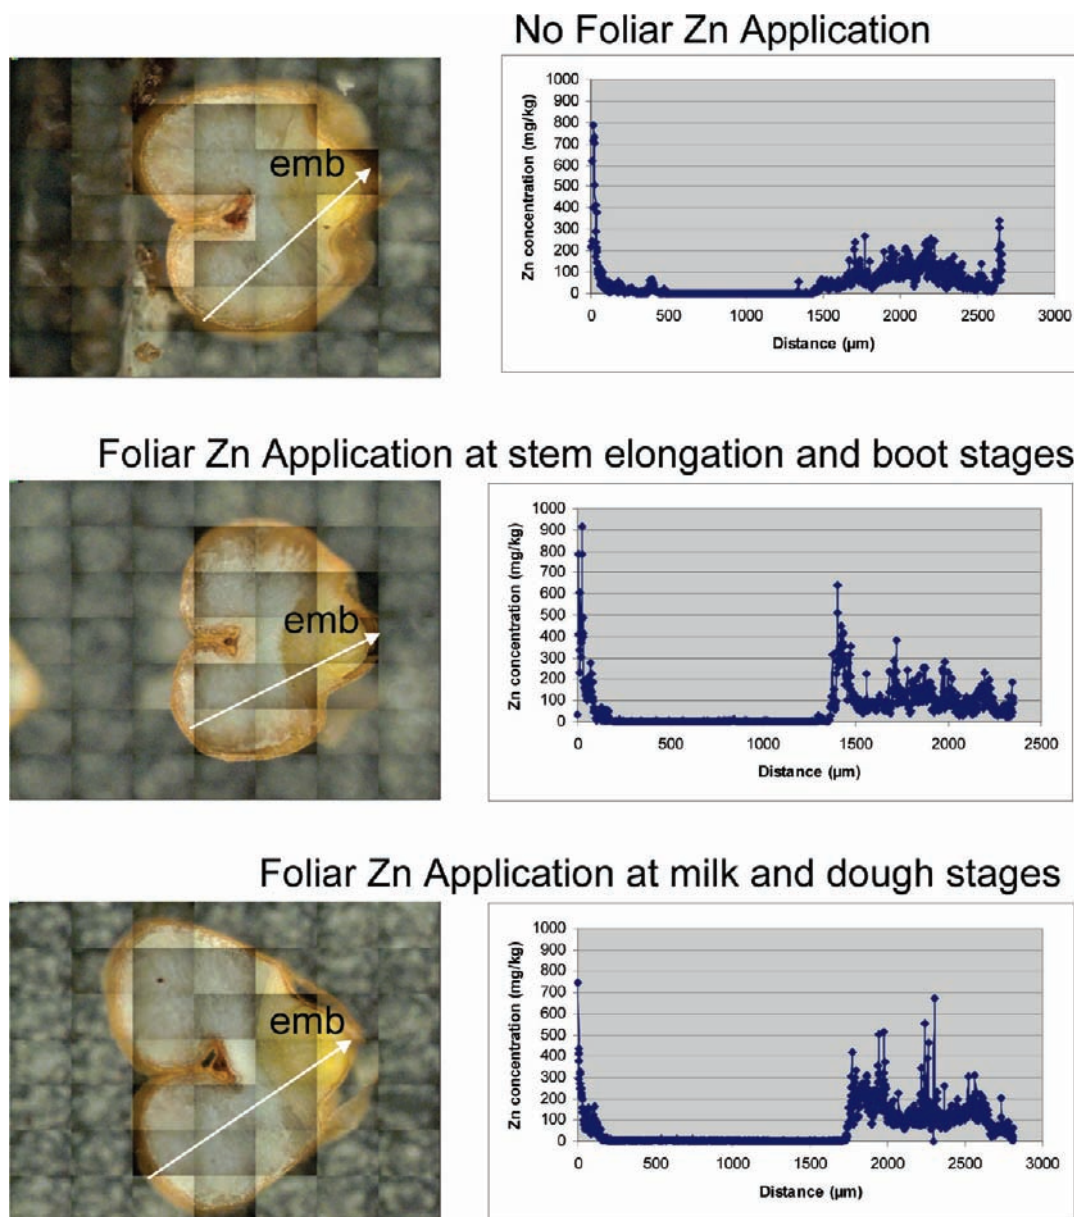 No Foliar Zn Application
emb
Zn concentration (mg/kg)
1000
900
800
700
600
500
400
300
200
100
0
0 500 1000 1500 2000 2500 3000
Distance (µm)
Foliar Zn Application at stem elongation and boot stages
emb
Zn concentration (mg/kg)
1000
900
800
700
600
500
400
300
200
100
0
0 500 1000 1500 2000 2500
Distance (µm)
Foliar Zn Application at milk and dough stages
emb
Zn concentration (mg/kg)
1000
900
800
700
600
500
400
300
200
100
0
0 500 1000 1500 2000 2500 3000
Distance (µm)